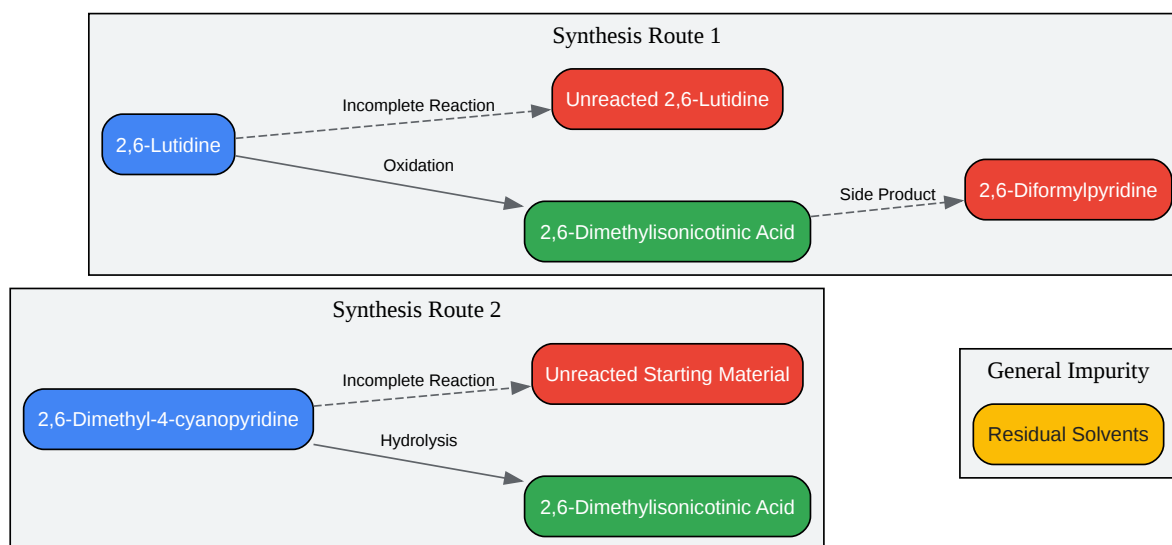 Synthesis Route 1
Incomplete Reaction
Unreacted 2,6-Lutidine
2,6-Lutidine
Oxidation
2,6-Dimethylisonicotinic Acid
Side Product
2,6-Diformylpyridine
Synthesis Route 2
Incomplete Reaction
Unreacted Starting Material
2,6-Dimethyl-4-cyanopyridine
Hydrolysis
2,6-Dimethylisonicotinic Acid
General Impurity
Residual Solvents